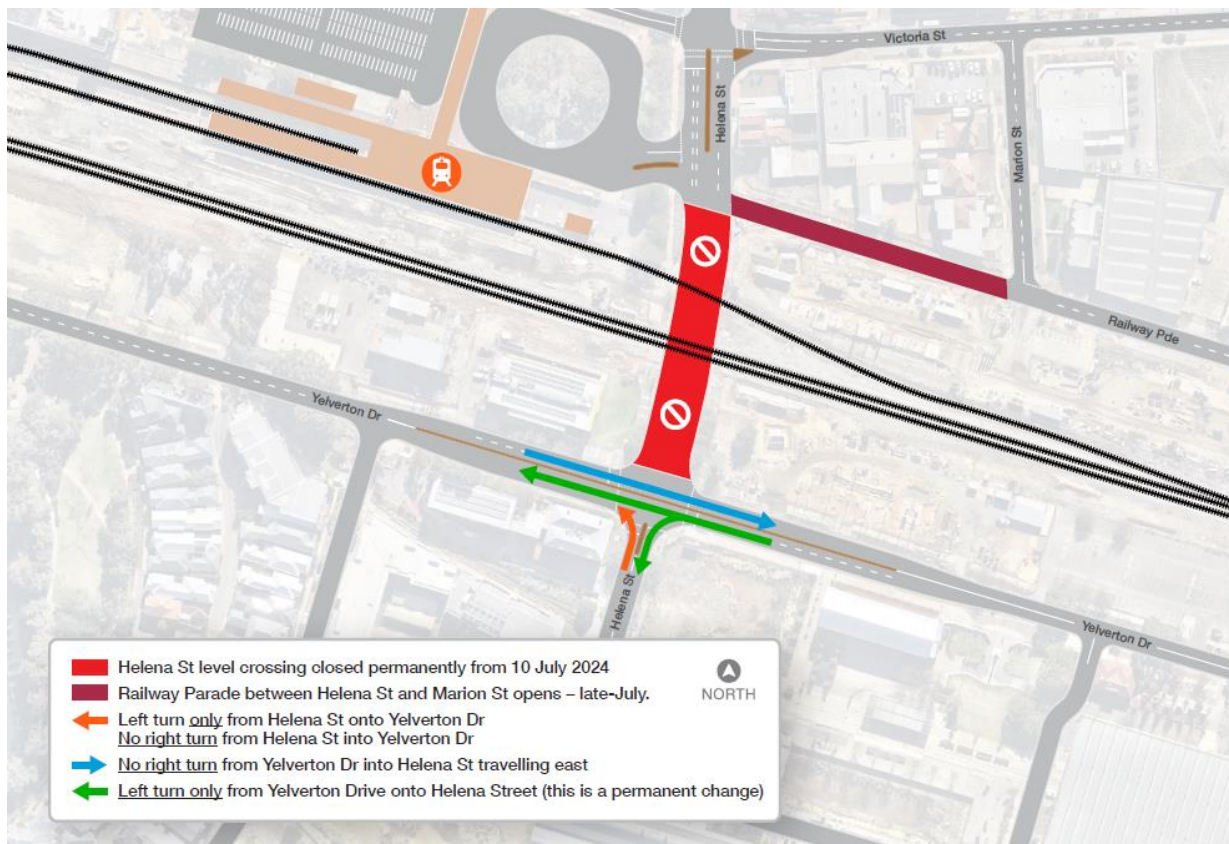 Victoria St
Helena St
Marion St
Railway Pde
Yelverton Dr
Helena St
Yelverton Dr
Helena St level crossing closed permanently from 10 July 2024
Railway Parade between Helena St and Marion St opens – late-July.
Left turn only from Helena St onto Yelverton Dr
No right turn from Helena St into Yelverton Dr
No right turn from Yelverton Dr into Helena St travelling east
Left turn only from Yelverton Drive onto Helena Street (this is a permanent change)
NORTH